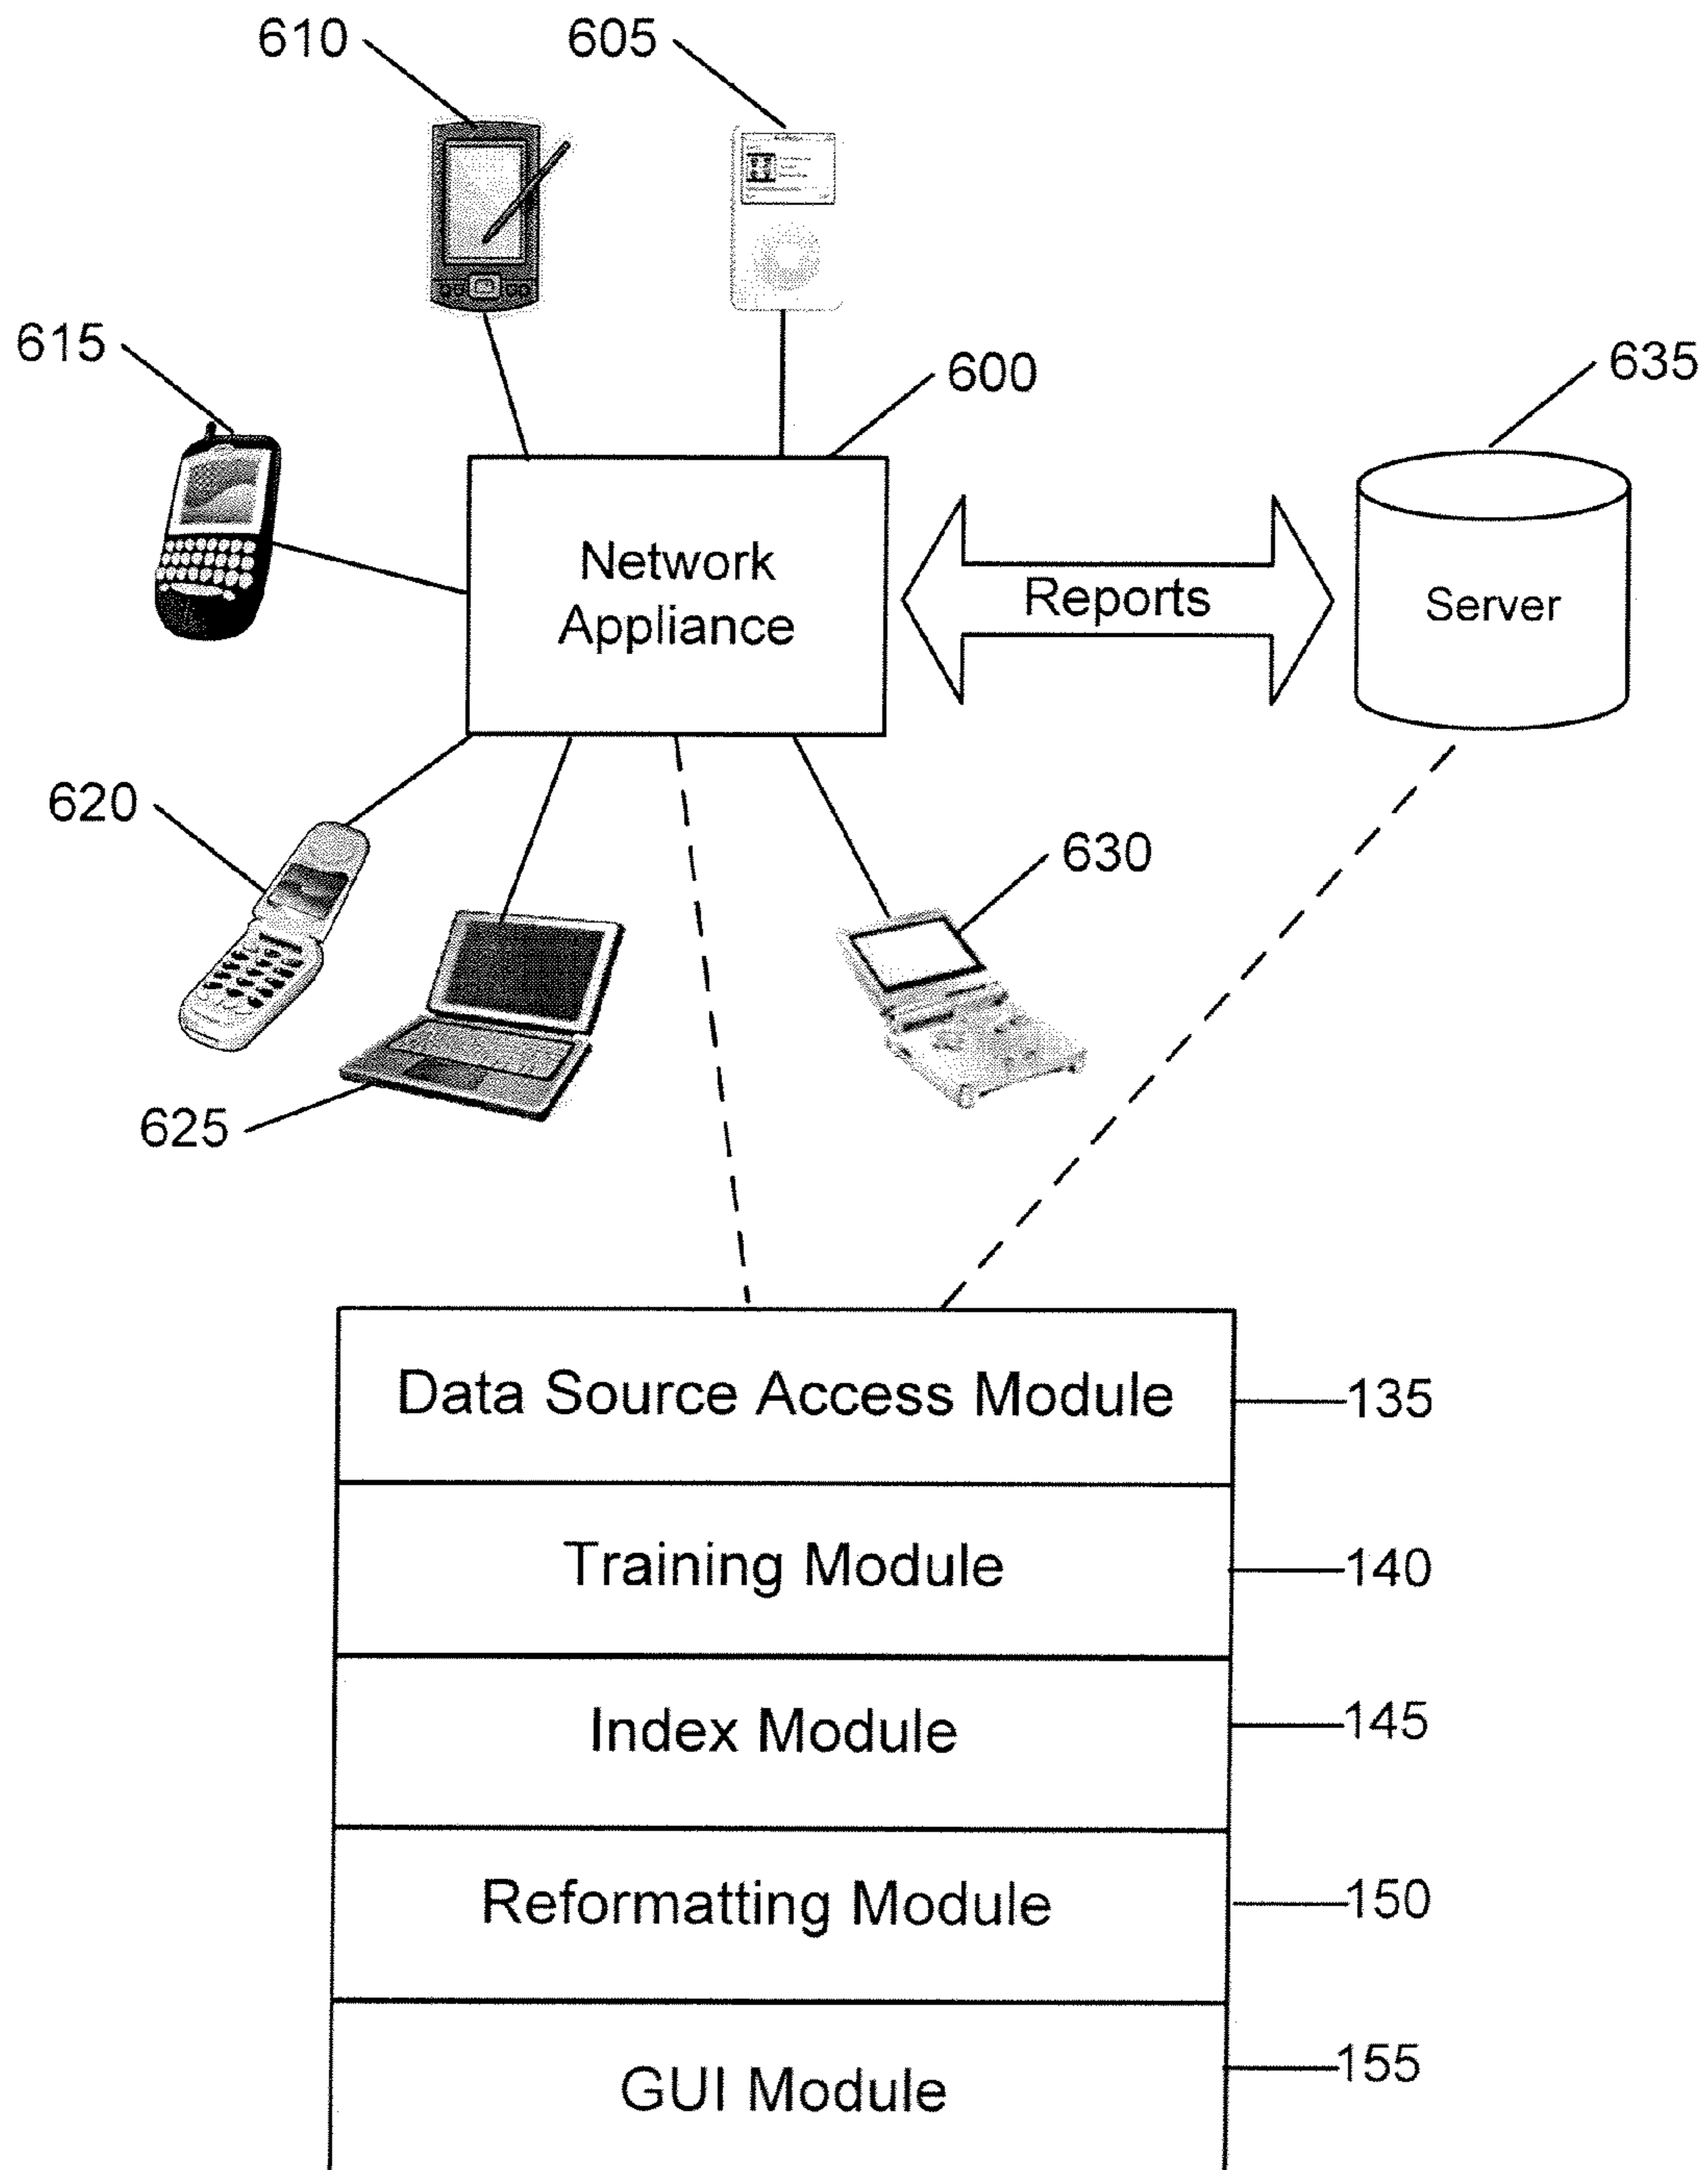 610
605
615
600
635
Network
Appliance
Reports
Server
620
630
625
Data Source Access Module
135
Training Module
140
Index Module
145
Reformatting Module
150
GUI Module
155